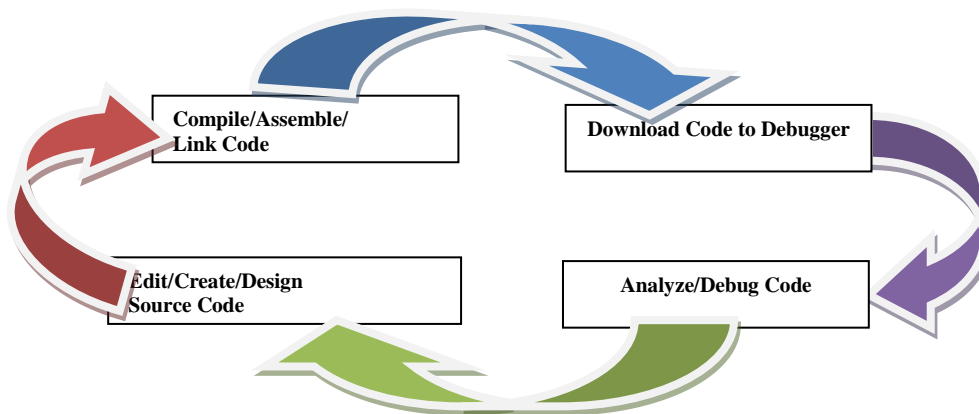 Compile/Assemble/
Link Code
Download Code to Debugger
Edit/Create/Design
Source Code
Analyze/Debug Code